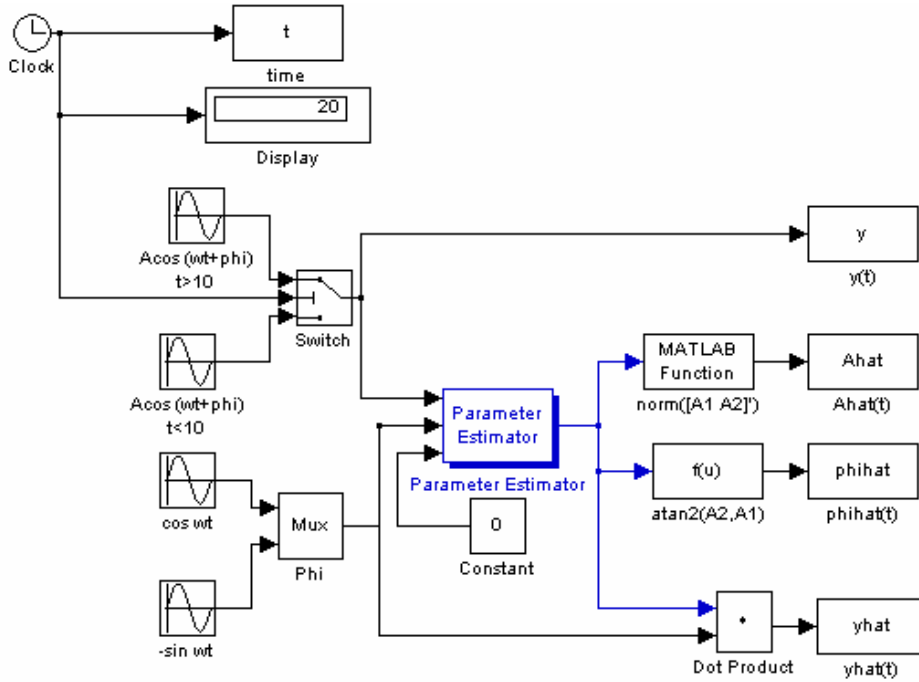 t
Clock
time
20
Display
Acos (wt+phi)
t>10
y
y(t)
Switch
Acos (wt+phi)
t<10
MATLAB
Function
norm([A1 A2]')
Ahat
Ahat(t)
Parameter
Estimator
Parameter Estimator
f(u)
atan2(A2,A1)
phihat
phihat(t)
cos wt
Mux
Phi
0
Constant
-sin wt
Dot Product
yhat
yhat(t)